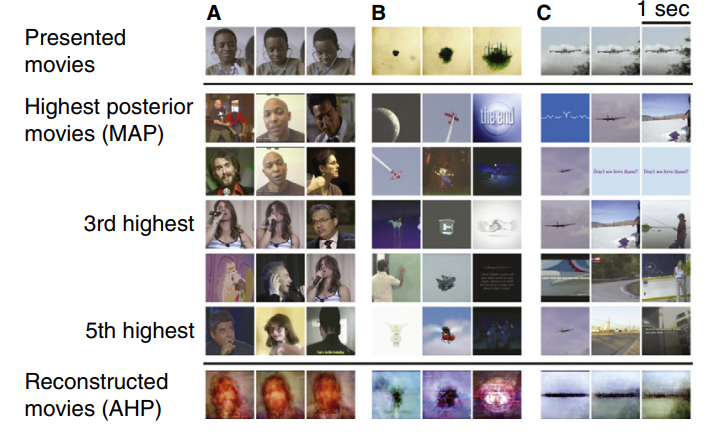 A B C 1 sec
Presented
movies
Highest posterior
movies (MAP)
the end
Don't we love them?
Don't we love them?
3rd highest
5th highest
Reconstructed
movies (AHP)